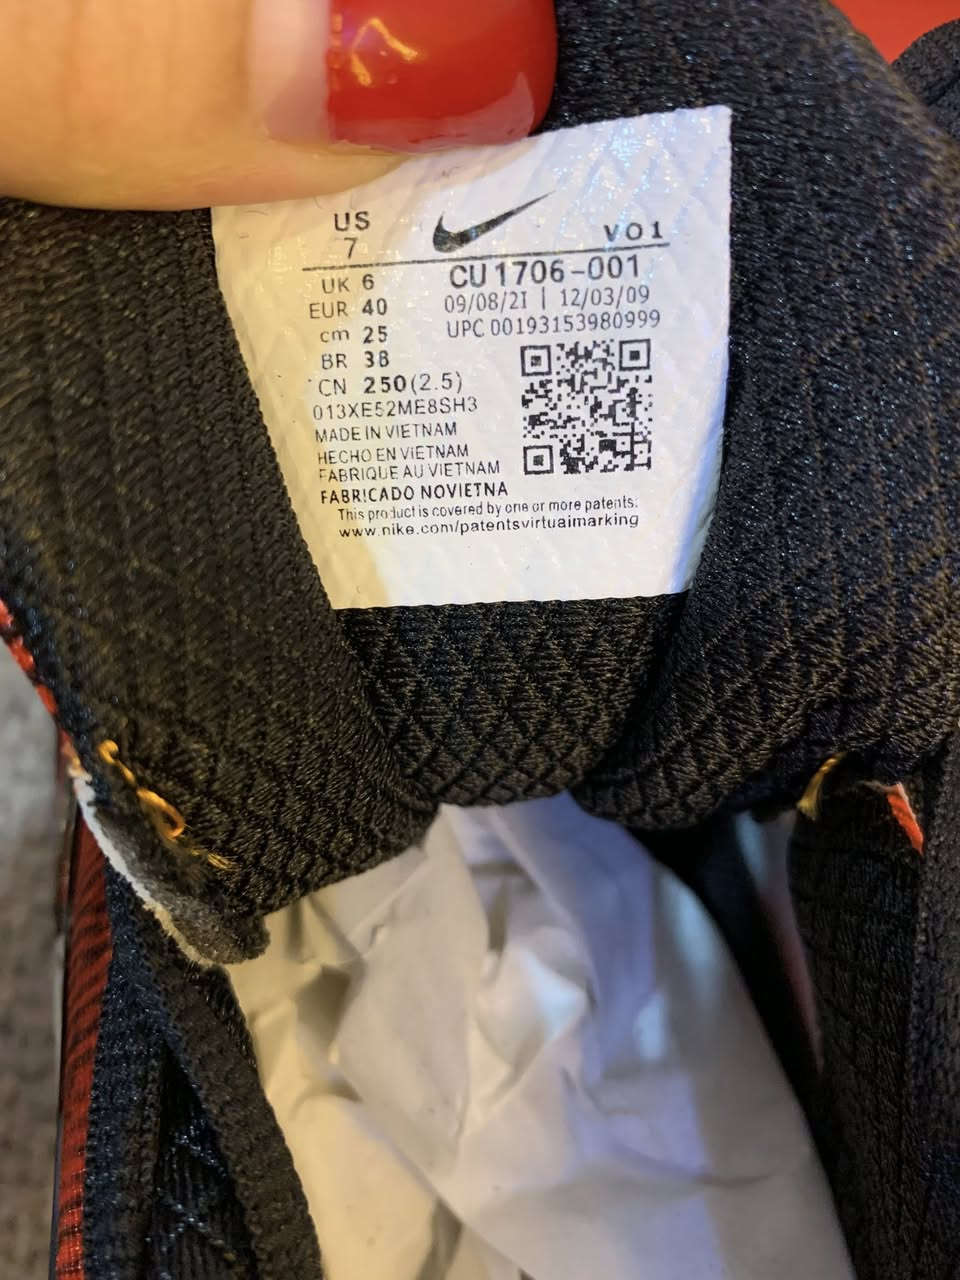 US
7
VO1
UK 6
EUR 40
cm 25
BR 38
CN 250(2.5)
CU1706-001
09/08/21 | 12/03/09
UPC 00193153980999
013XE52ME8SH3
MADE IN VIETNAM
HECHO EN VIETNAM
FABRIQUE AU VIETNAM
FABRICADO NOVIETNA
This product is covered by one or more patents:
www.nike.com/patentsvirtuaimarking